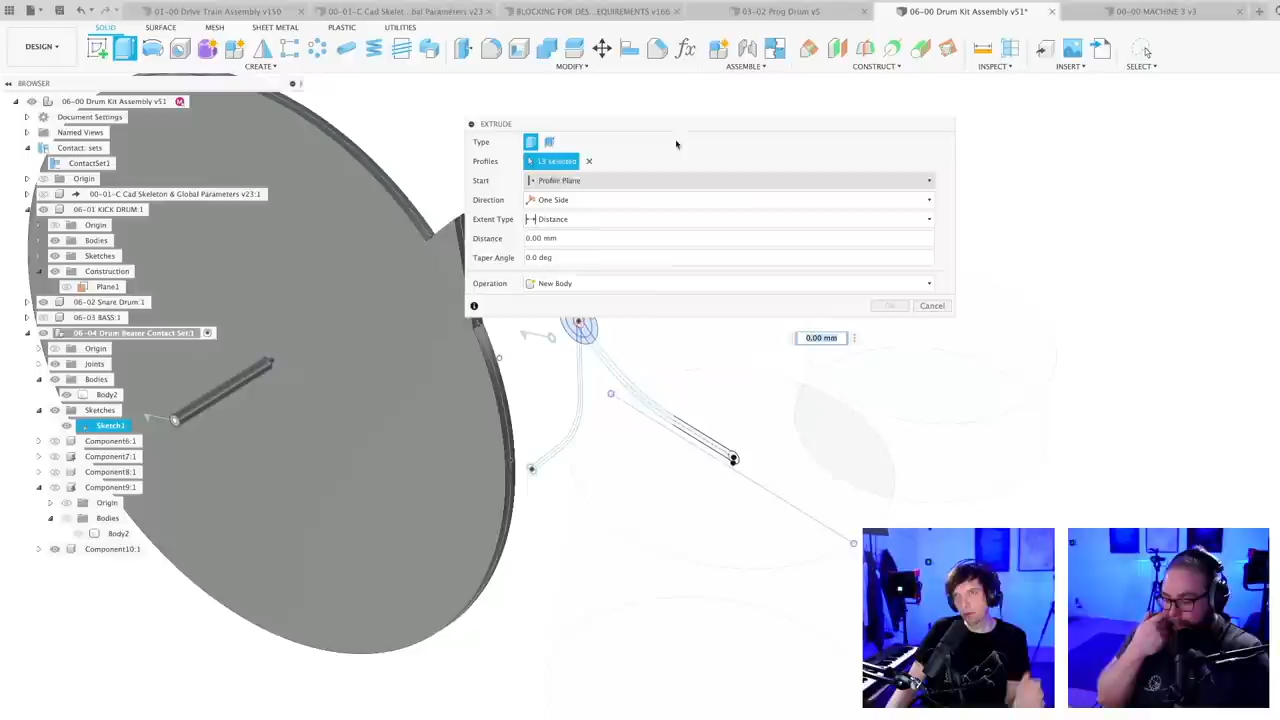 01-00 Drive Train Assembly v150
00-01-C Cad Skelet...bal Parameters v23
BLOCKING FOR DES...EQUIREMENTS v166
03-02 Prog Drum v5
06-00 Drum Kit Assembly v51*
00-00 MACHINE 3 v3
SOLID
SURFACE
MESH
SHEET METAL
PLASTIC
UTILITIES
DESIGN
CREATE
MODIFY
ASSEMBLE
CONSTRUCT
INSPECT
INSERT
SELECT
BROWSER
06-00 Drum Kit Assembly v51
M
Document Settings
Named Views
Contact: sets
ContactSet1
Origin
00-01-C Cad Skeleton & Global Parameters v23:1
06-01 KICK DRUM:1
Origin
Bodies
Sketches
Construction
Plane1
06-02 Snare Drum:1
06-03 BASS:1
06-04 Drum Beater Contact Set:1
Origin
Joints
Bodies
Body2
Sketches
Sketch1
Component6:1
Component7:1
Component8:1
Component9:1
Origin
Bodies
Body2
Component10:1
EXTRUDE
Type
Profiles
13 selected
Start
Profile Plane
Direction
One Side
Extent Type
Distance
Distance
0.00 mm
Taper Angle
0.0 deg
Operation
New Body
OK
Cancel
0.00 mm